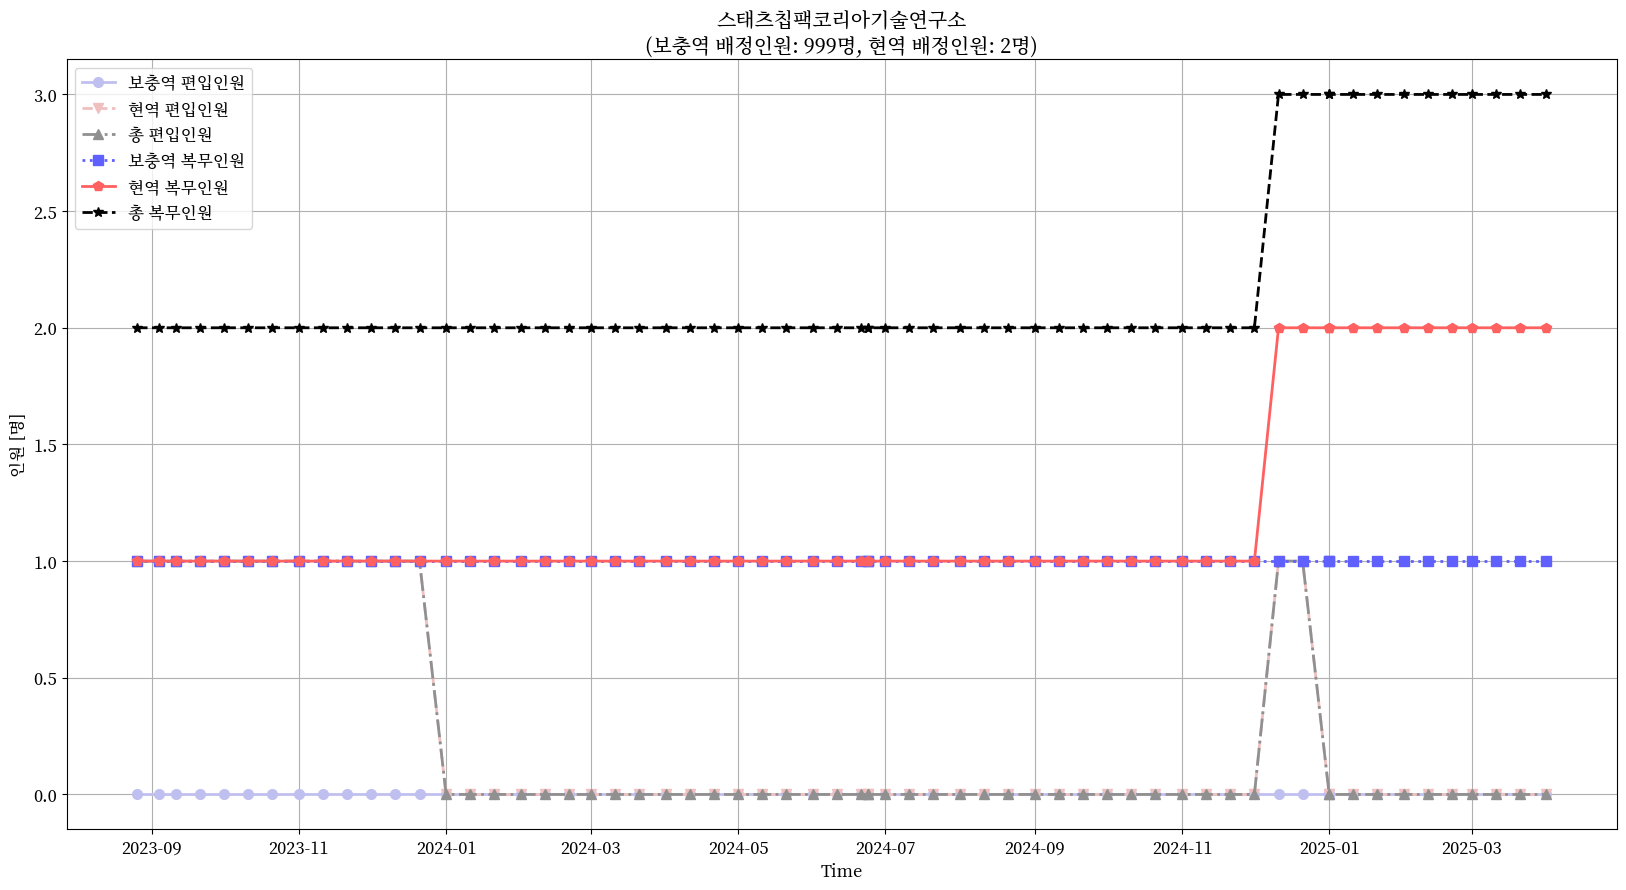 스태츠칩팩코리아기술연구소
(보충역 배정인원: 999명, 현역 배정인원: 2명)
보충역 편입인원
현역 편입인원
총 편입인원
보충역 복무인원
현역 복무인원
총 복무인원
3.0
2.5
2.0
1.5
1.0
0.5
0.0
인원 [명]
2023-09
2023-11
2024-01
2024-03
2024-05
2024-07
2024-09
2024-11
2025-01
2025-03
Time